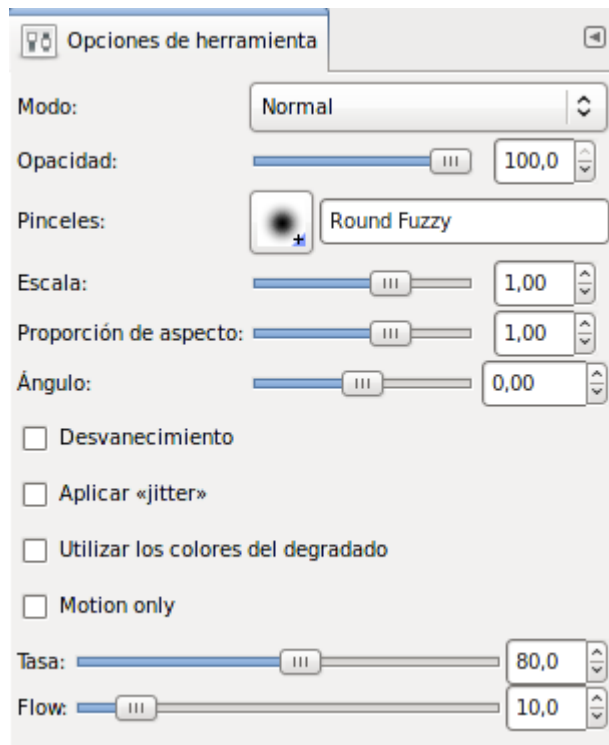 Opciones de herramienta
Modo: Normal
Opacidad: 100,0
Pinceles: Round Fuzzy
Escala: 1,00
Proporción de aspecto: 1,00
Ángulo: 0,00
Desvanecimiento
Aplicar «jitter»
Utilizar los colores del degradado
Motion only
Tasa: 80,0
Flow: 10,0